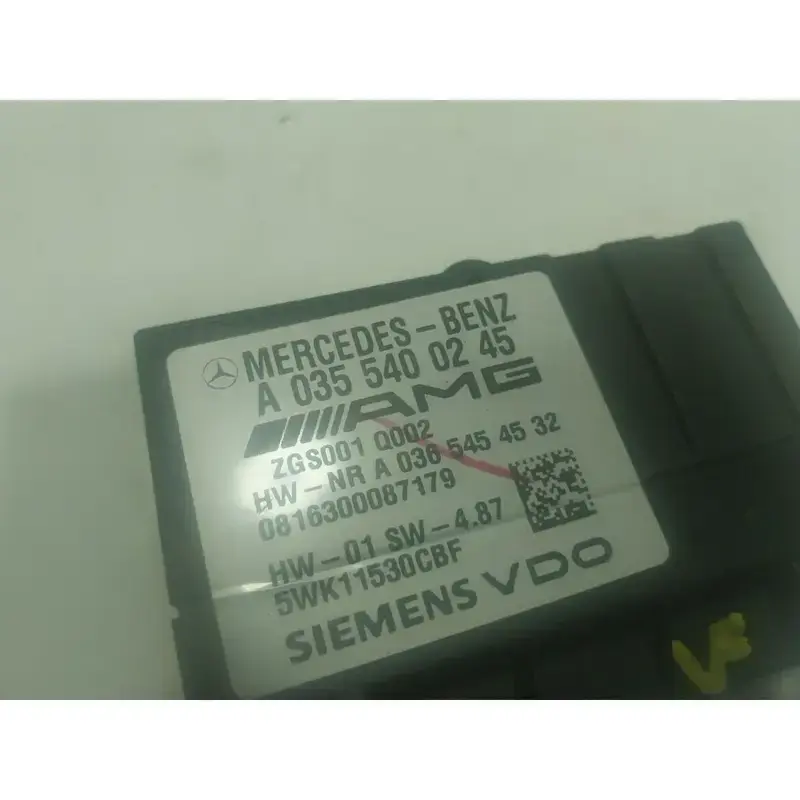 MERCEDES-BENZ
A 035 540 02 45
AMG
ZGS001 Q002
HW-NR A 036 545 45 32
0816300087179
HW-01 SW-4.87
5WK11530CBF
SIEMENS VDO